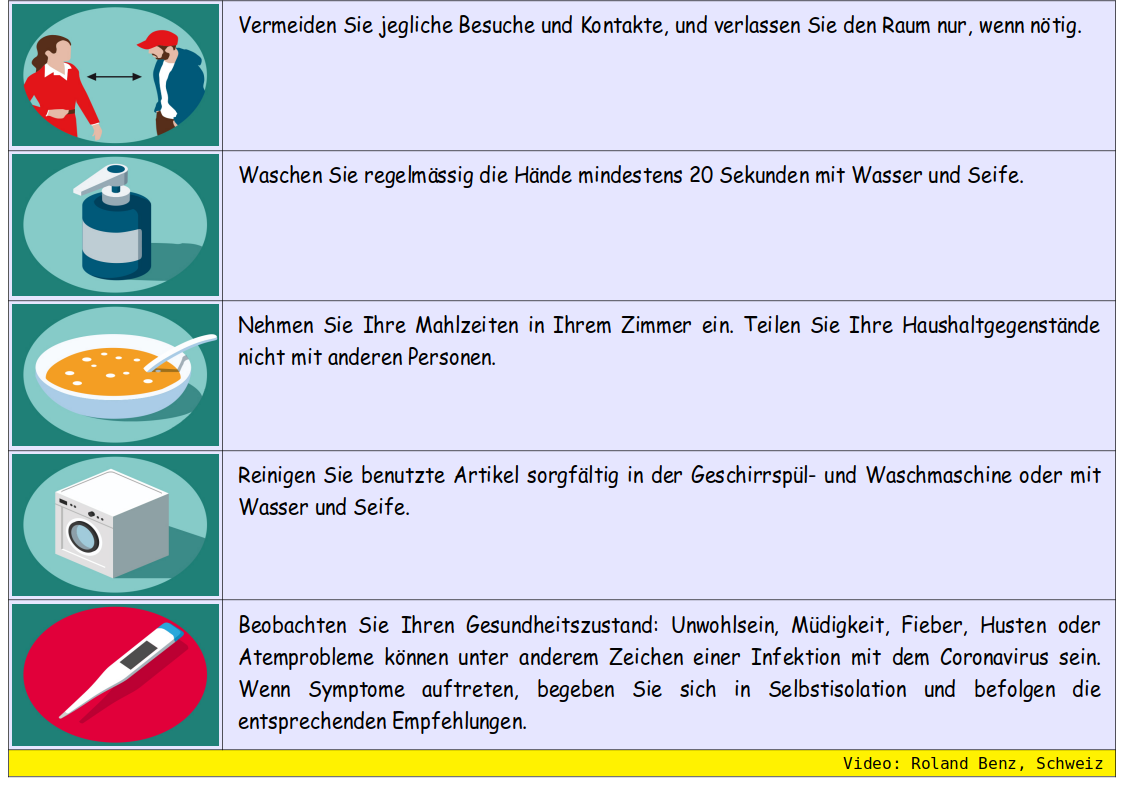 Vermeiden Sie jegliche Besuche und Kontakte, und verlassen Sie den Raum nur, wenn nötig.
Waschen Sie regelmässig die Hände mindestens 20 Sekunden mit Wasser und Seife.
Nehmen Sie Ihre Mahlzeiten in Ihrem Zimmer ein. Teilen Sie Ihre Haushaltgegenstände
nicht mit anderen Personen.
Reinigen Sie benutzte Artikel sorgfältig in der Geschirrspül- und Waschmaschine oder mit
Wasser und Seife.
Beobachten Sie Ihren Gesundheitszustand: Unwohlsein, Müdigkeit, Fieber, Husten oder
Atemprobleme können unter anderem Zeichen einer Infektion mit dem Coronavirus sein.
Wenn Symptome auftreten, begeben Sie sich in Selbstisolation und befolgen die
entsprechenden Empfehlungen.
Video: Roland Benz, Schweiz